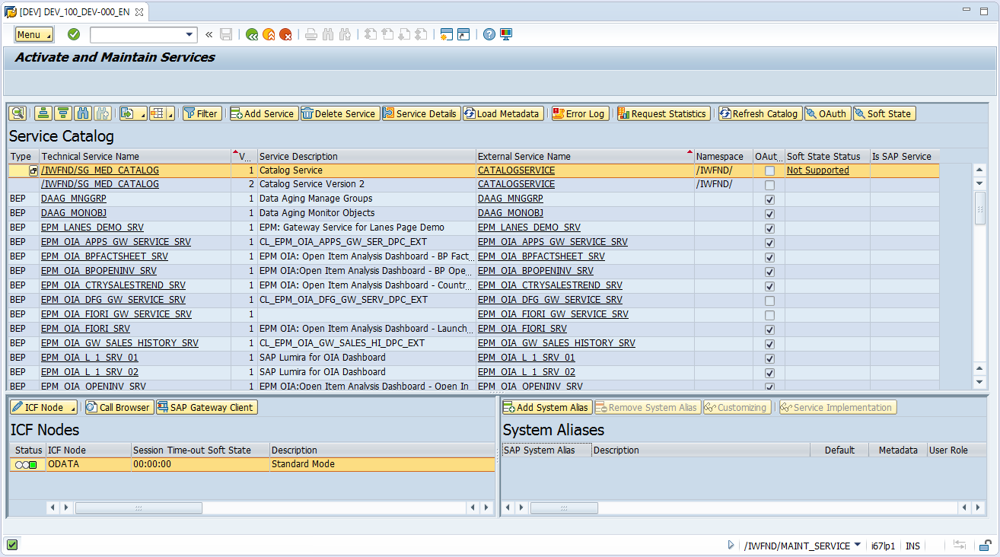 [DEV] DEV_100_DEV-000_EN
Menu
Activate and Maintain Services
Filter Add Service Delete Service Service Details Load Metadata Error Log Request Statistics Refresh Catalog OAuth Soft State
Service Catalog
Type Technical Service Name V... Service Description External Service Name Namespace OAut... Soft State Status Is SAP Service
/IWFND/SG_MED_CATALOG 1 Catalog Service CATALOGSERVICE /IWFND/ Not Supported
/IWFND/SG_MED_CATALOG 2 Catalog Service Version 2 CATALOGSERVICE /IWFND/
BEP DAAG_MNGGRP 1 Data Aging Manage Groups DAAG_MNGGRP
BEP DAAG_MONOBJ 1 Data Aging Monitor Objects DAAG_MONOBJ
BEP EPM_LANES_DEMO_SRV 1 EPM: Gateway Service for Lanes Page Demo EPM_LANES_DEMO_SRV
BEP EPM_OIA_APPS_GW_SERVICE_SRV 1 CL_EPM_OIA_APPS_GW_SER_DPC_EXT EPM_OIA_APPS_GW_SERVICE_SRV
BEP EPM_OIA_BPFACTSHEET_SRV 1 EPM OIA: Open Item Analysis Dashboard - BP Fact... EPM_OIA_BPFACTSHEET_SRV
BEP EPM_OIA_BPOPENINV_SRV 1 EPM OIA:Open Item Analysis Dashboard - BP Ope... EPM_OIA_BPOPENINV_SRV
BEP EPM_OIA_CTRYSALESTREND_SRV 1 EPM OIA: Open Item Analysis Dashboard - Countr... EPM_OIA_CTRYSALESTREND_SRV
BEP EPM_OIA_DFG_GW_SERVICE_SRV 1 CL_EPM_OIA_DFG_GW_SERV_DPC_EXT EPM_OIA_DFG_GW_SERVICE_SRV
BEP EPM_OIA_FIORI_GW_SERVICE_SRV 1 EPM_OIA_FIORI_GW_SERVICE_SRV
BEP EPM_OIA_FIORI_SRV 1 EPM OIA: Open Item Analysis Dashboard - Launch... EPM_OIA_FIORI_SRV
BEP EPM_OIA_GW_SALES_HISTORY_SRV 1 CL_EPM_OIA_GW_SALES_HI_DPC_EXT EPM_OIA_GW_SALES_HISTORY_SRV
BEP EPM_OIA_L_1_SRV_01 1 SAP Lumira for OIA Dashboard EPM_OIA_L_1_SRV_01
BEP EPM_OIA_L_1_SRV_02 1 SAP Lumira for OIA Dashboard EPM_OIA_L_1_SRV_02
BEP EPM_OIA_OPENINV_SRV 1 EPM OIA:Open Item Analysis Dashboard - Open In EPM_OIA_OPENINV_SRV
ICF Node Call Browser SAP Gateway Client
ICF Nodes
Status ICF Node Session Time-out Soft State Description
ODATA 00:00:00 Standard Mode
Add System Alias Remove System Alias Customizing Service Implementation
System Aliases
SAP System Alias Description Default Metadata User Role
/IWFND/MAINT_SERVICE i67lp1 INS